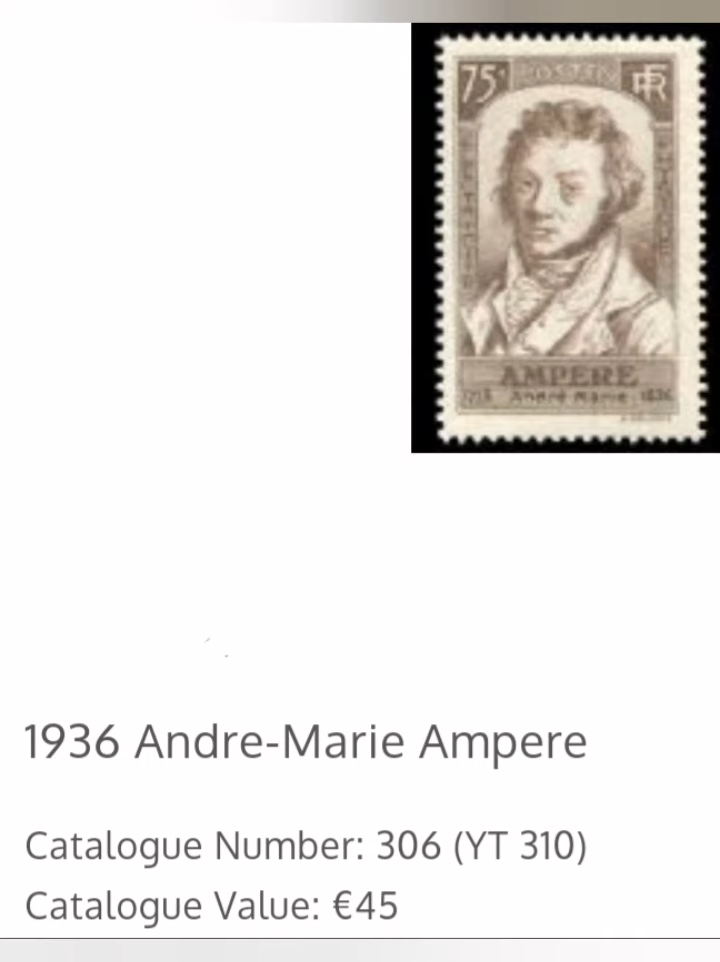 75c POSTES RF
AMPERE
André Marie 1836
1936 Andre-Marie Ampere
Catalogue Number: 306 (YT 310)
Catalogue Value: €45